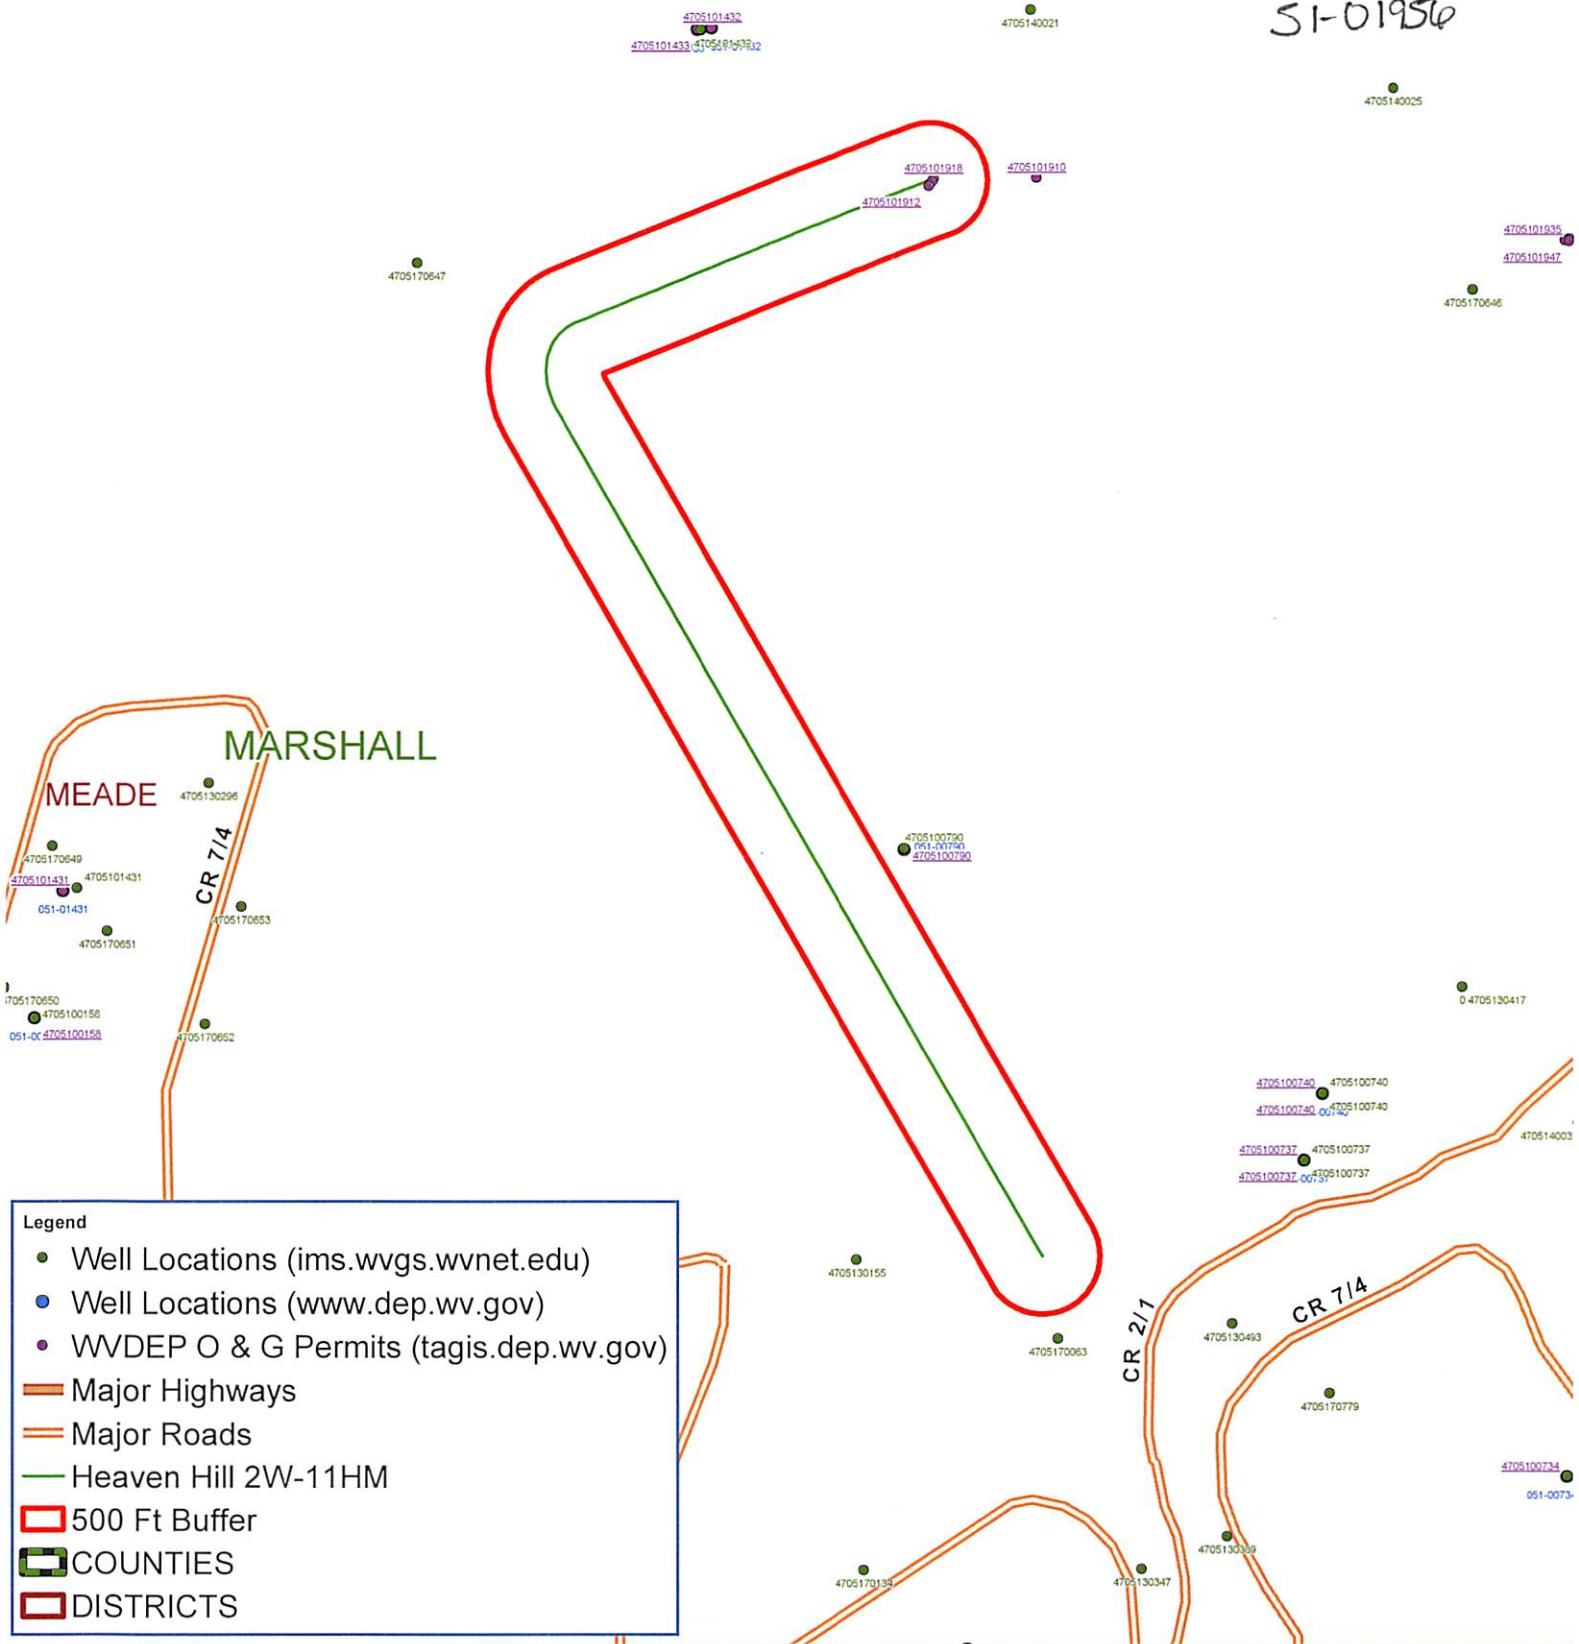 51-01956
4705101432
4705101433
4705140021
4705140025
4705101918
4705101912
4705101910
4705170647
4705101935
4705101947
4705170646
MARSHALL
MEADE
4705130296
CR 7/4
4705170649
4705101431
4705101431
051-01431
4705170653
4705170651
4705100790
051-00790
4705100790
4705100158
4705100158
4705170652
0 4705130417
4705100740
4705100740
4705100740
4705100740
4705100737
4705100737
4705100737
4705100737
4705130155
4705170063
CR 2/1
CR 7/4
4705130493
4705170779
4705100734
4705170134
4705130347
Legend
Well Locations (ims.wvgs.wvnet.edu)
Well Locations (www.dep.wv.gov)
WVDEP O & G Permits (tagis.dep.wv.gov)
Major Highways
Major Roads
Heaven Hill 2W-11HM
500 Ft Buffer
COUNTIES
DISTRICTS